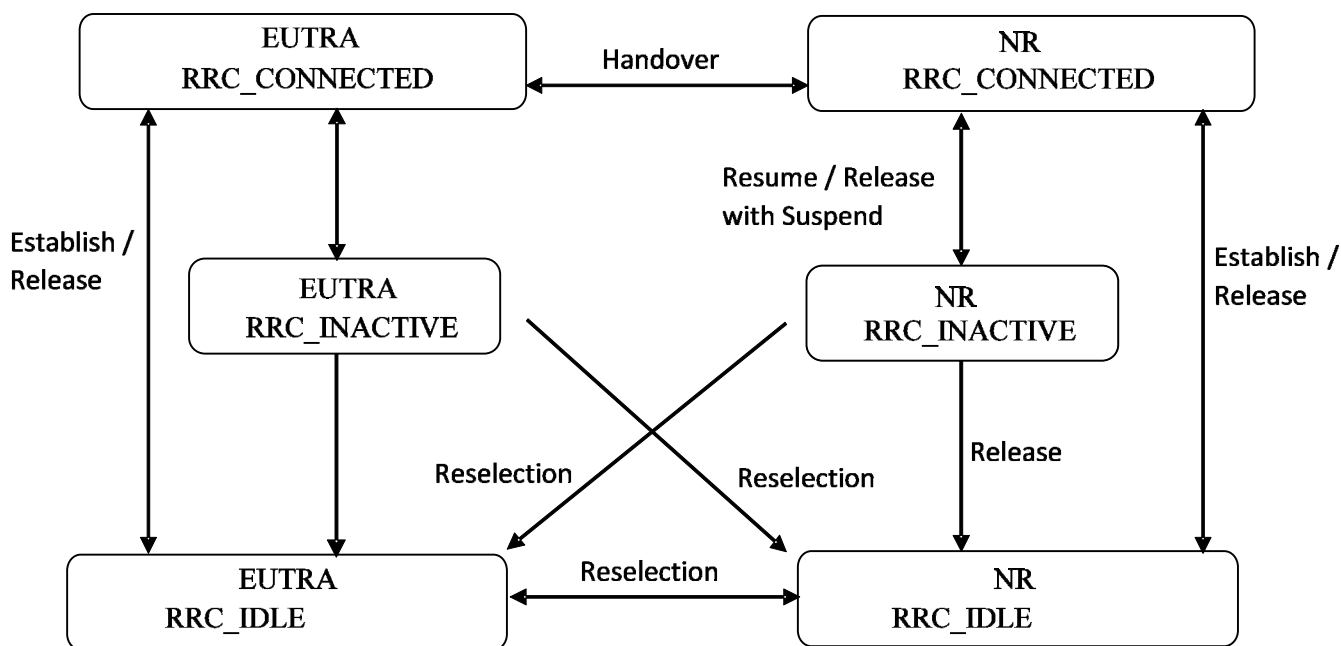 EUTRA
RRC_CONNECTED
Handover
NR
RRC_CONNECTED
Establish /
Release
Resume / Release
with Suspend
Establish /
Release
EUTRA
RRC_INACTIVE
NR
RRC_INACTIVE
Reselection
Reselection
Release
EUTRA
RRC_IDLE
Reselection
NR
RRC_IDLE